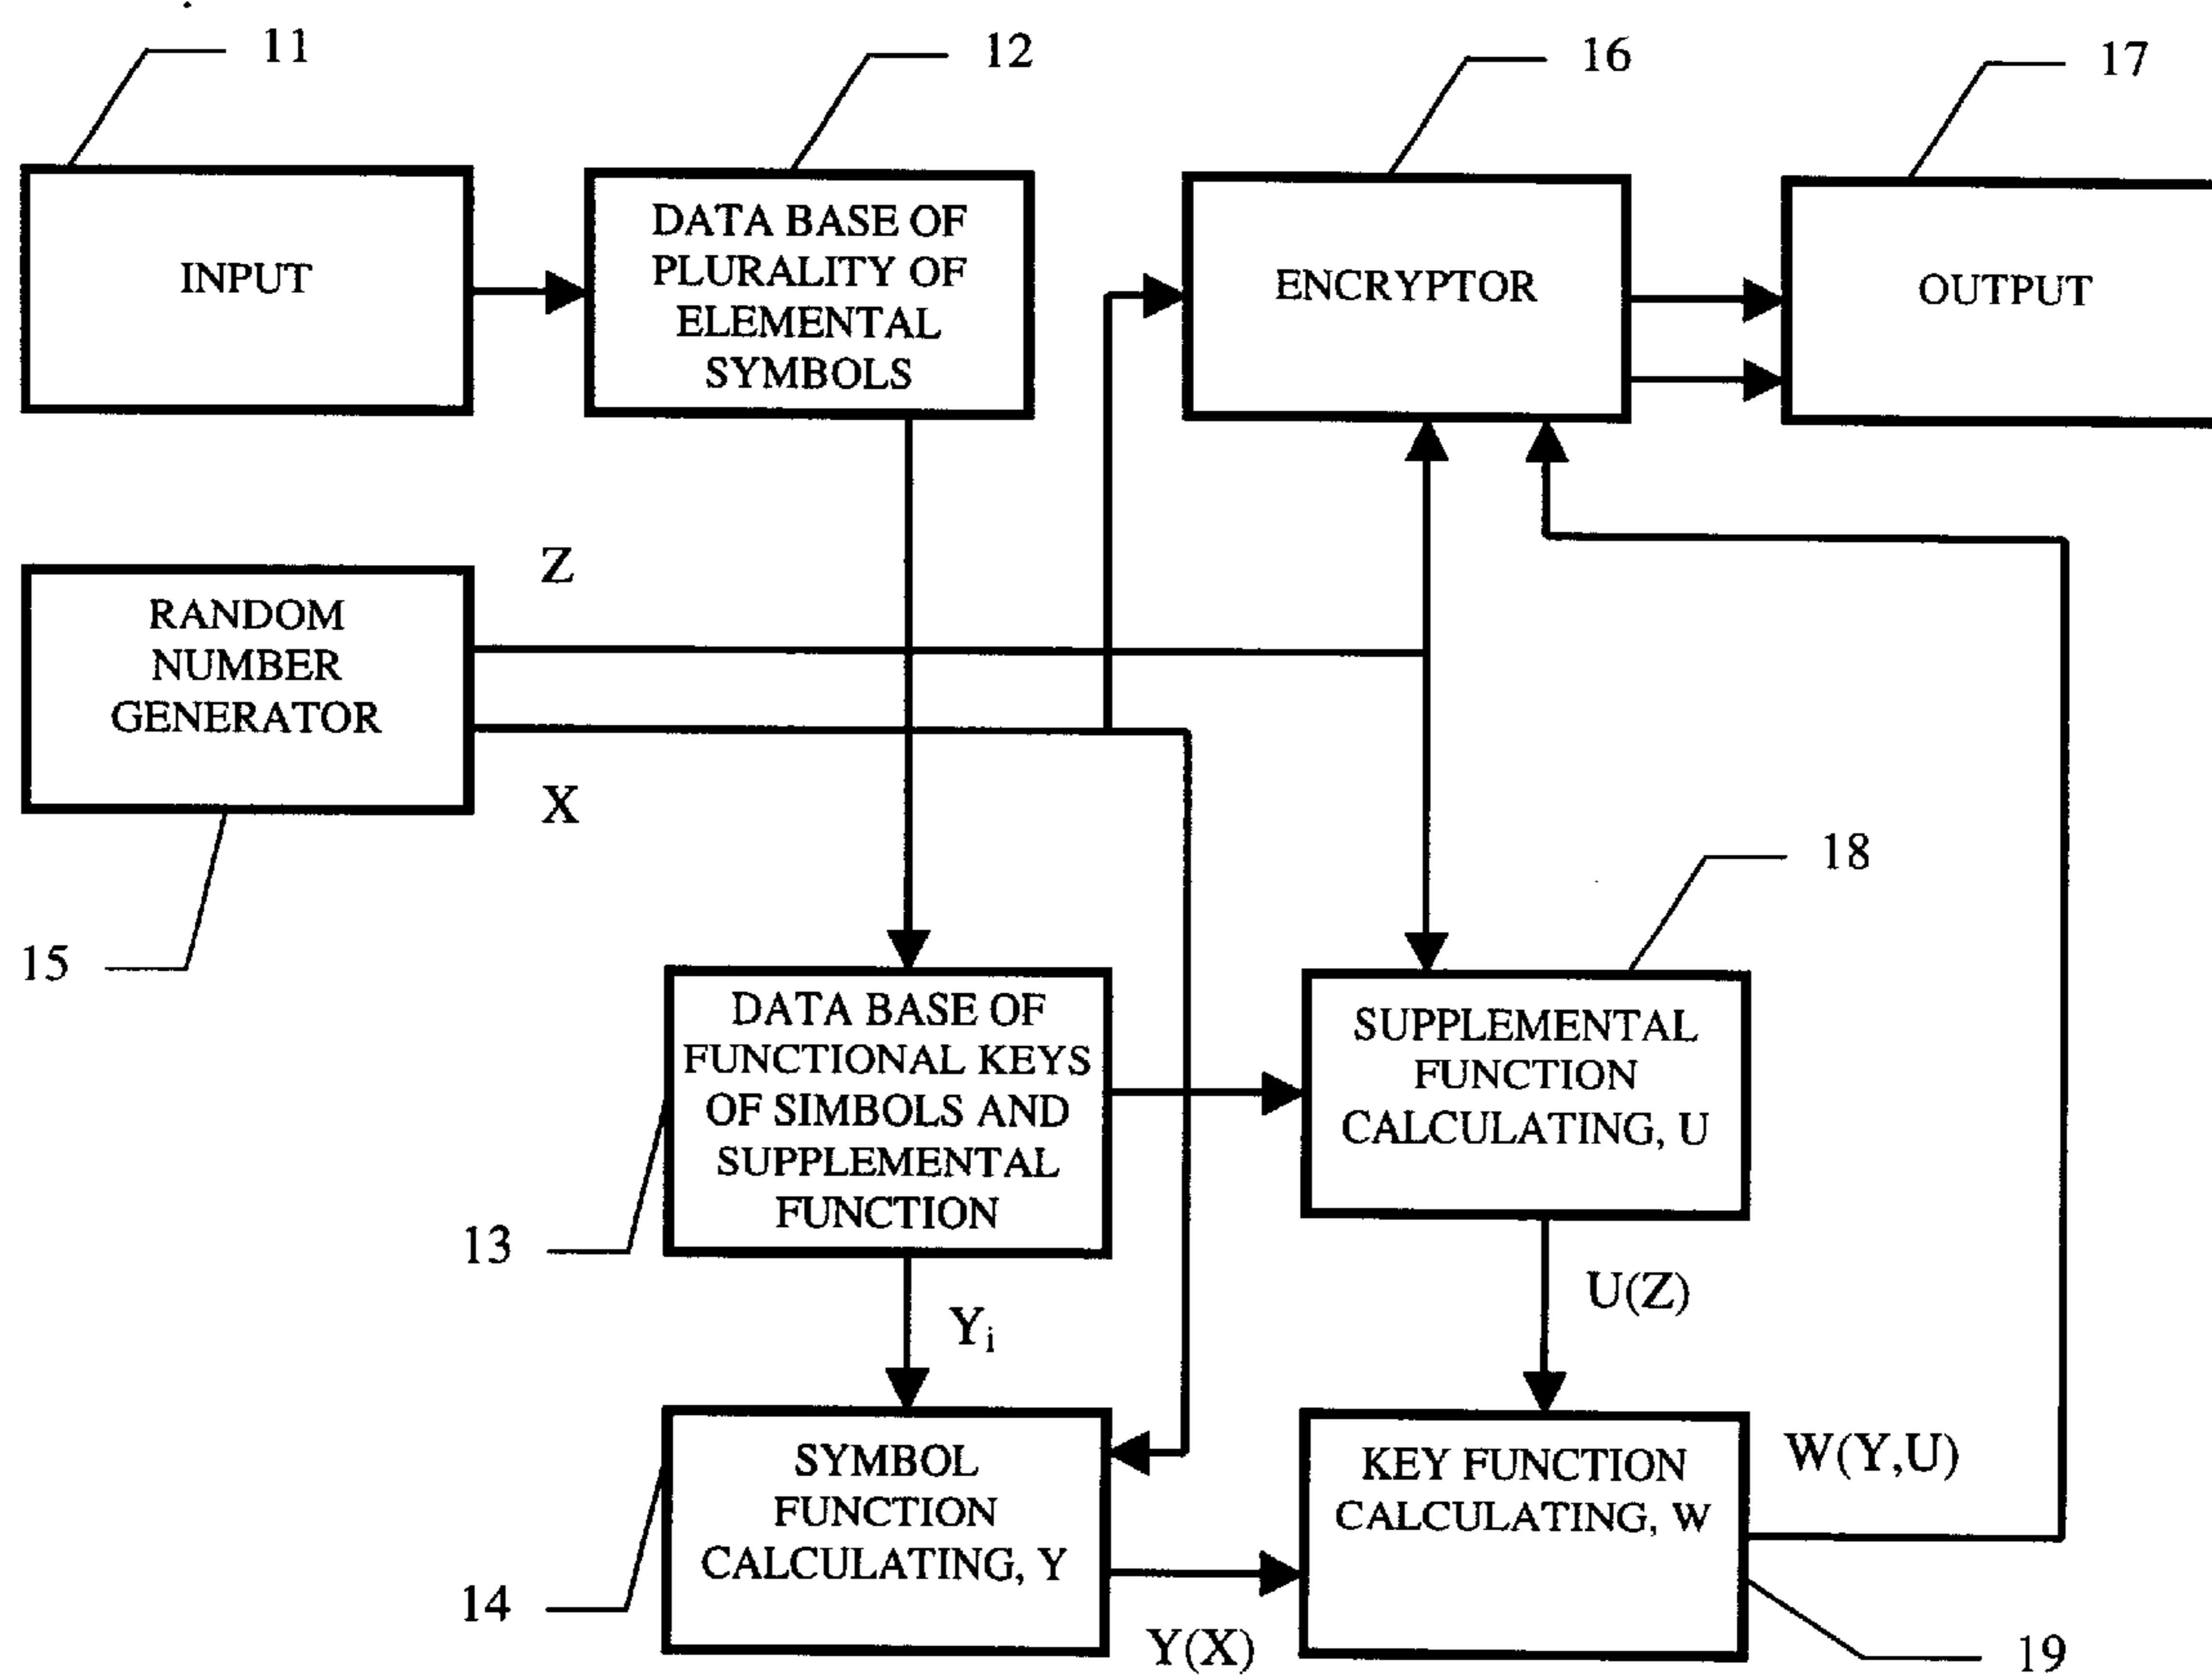 11
12
16
17
INPUT
DATA BASE OF
PLURALITY OF
ELEMENTAL
SYMBOLS
ENCRYPTOR
OUTPUT
Z
RANDOM
NUMBER
GENERATOR
X
15
18
DATA BASE OF
FUNCTIONAL KEYS
OF SIMBOLS AND
SUPPLEMENTAL
FUNCTION
SUPPLEMENTAL
FUNCTION
CALCULATING, U
13
Yi
U(Z)
SYMBOL
FUNCTION
CALCULATING, Y
KEY FUNCTION
CALCULATING, W
W(Y,U)
14
Y(X)
19